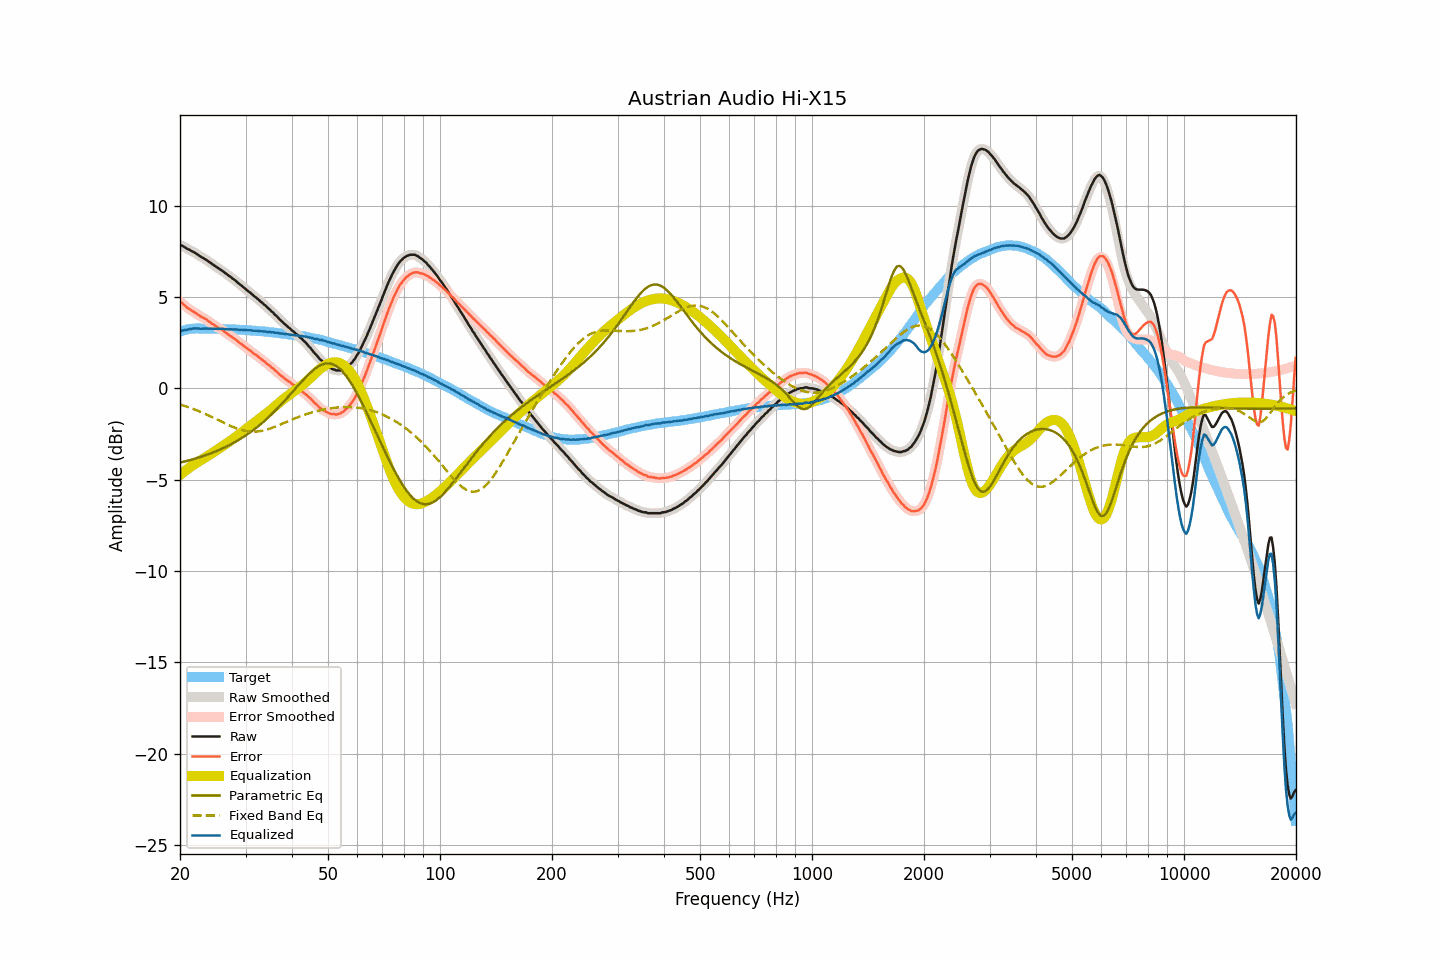 Austrian Audio Hi-X15
Amplitude (dBr)
10
5
0
−5
−10
−15
−20
−25
Target
Raw Smoothed
Error Smoothed
Raw
Error
Equalization
Parametric Eq
Fixed Band Eq
Equalized
20 50 100 200 500 1000 2000 5000 10000 20000
Frequency (Hz)